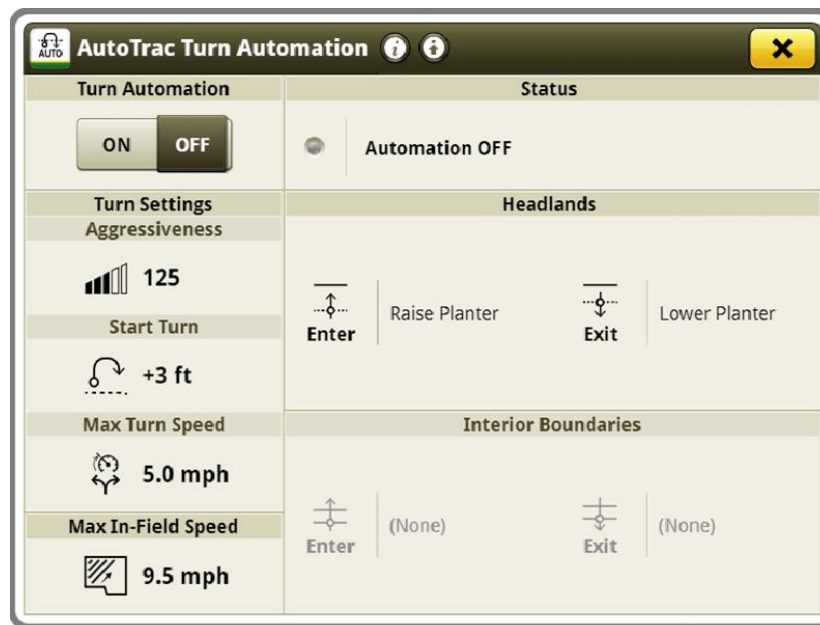 AUTO
AutoTrac Turn Automation
Turn Automation
Status
ON
OFF
Automation OFF
Turn Settings
Headlands
Aggressiveness
125
Start Turn
+3 ft
Enter
Raise Planter
Exit
Lower Planter
Max Turn Speed
Interior Boundaries
5.0 mph
Max In-Field Speed
9.5 mph
Enter
(None)
Exit
(None)